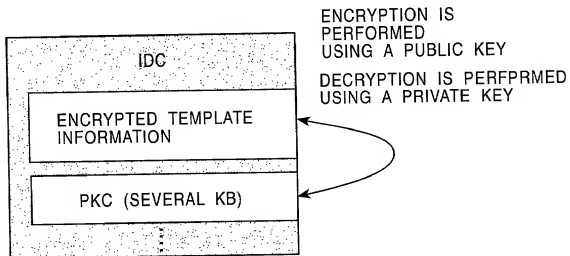 ENCRYPTION IS
PERFORMED
USING A PUBLIC KEY
DECRYPTION IS PERFPRMED
USING A PRIVATE KEY
IDC
ENCRYPTED TEMPLATE
INFORMATION
PKC (SEVERAL KB)